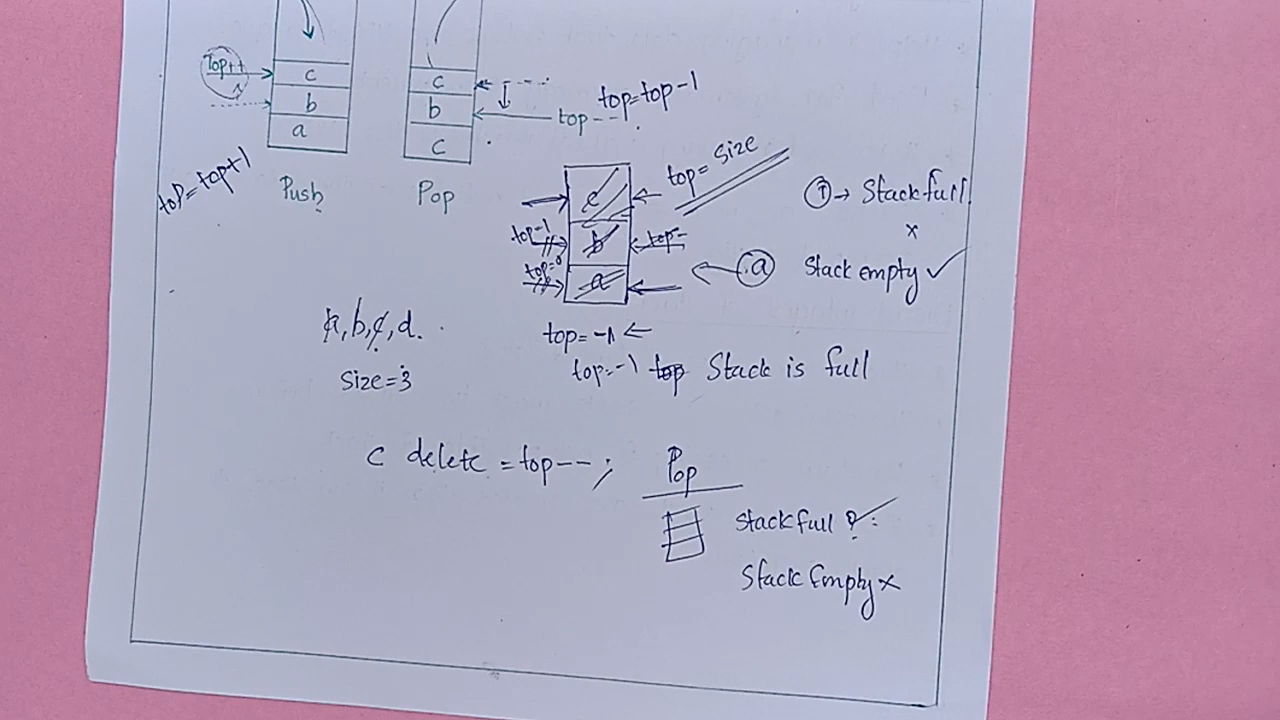 Top++
c
b
a
top=top+1
Push
c
b
c
top--
top=top-1
Pop
c
b
a
top=size
top-1
top=0
top-
① → Stack full
x
a
Stack empty ✓
a, b, c, d.
size=3
top=-1 ←
top=-1 top Stack is full
c delete = top--;
Pop
stack full ?
Stack Empty x